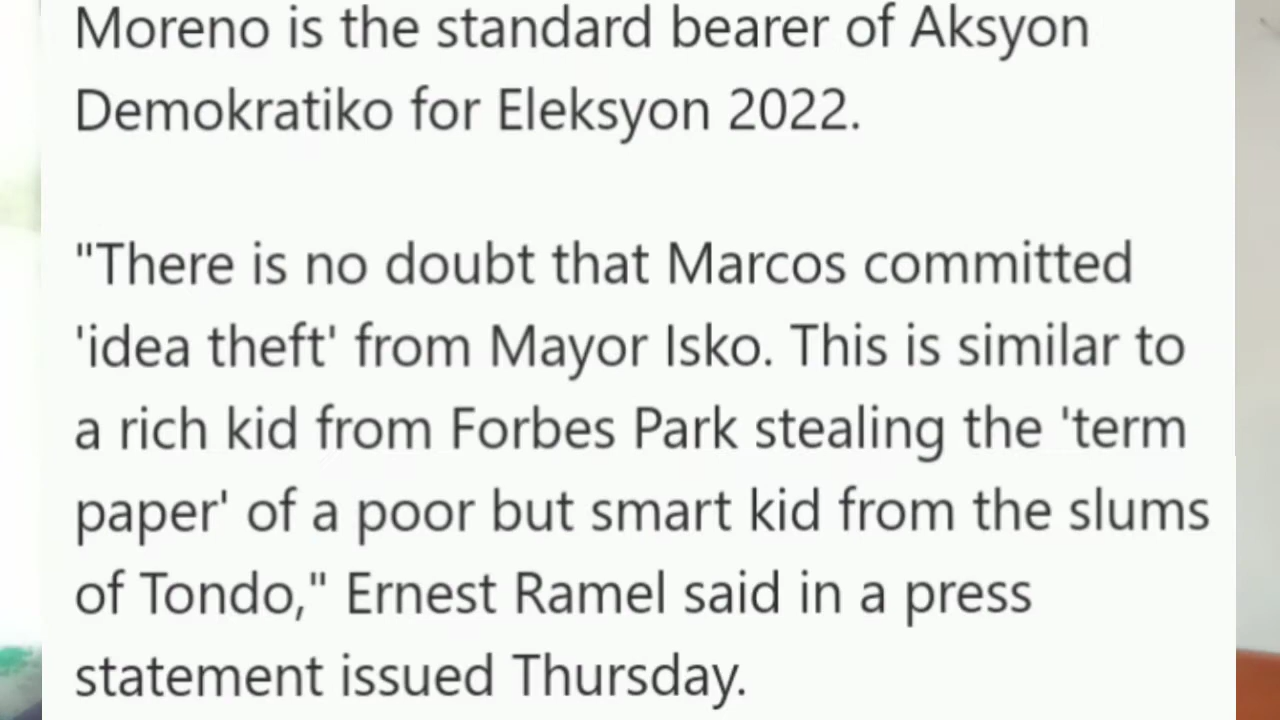 Moreno is the standard bearer of Aksyon
Demokratiko for Eleksyon 2022.
"There is no doubt that Marcos committed
'idea theft' from Mayor Isko. This is similar to
a rich kid from Forbes Park stealing the 'term
paper' of a poor but smart kid from the slums
of Tondo," Ernest Ramel said in a press
statement issued Thursday.